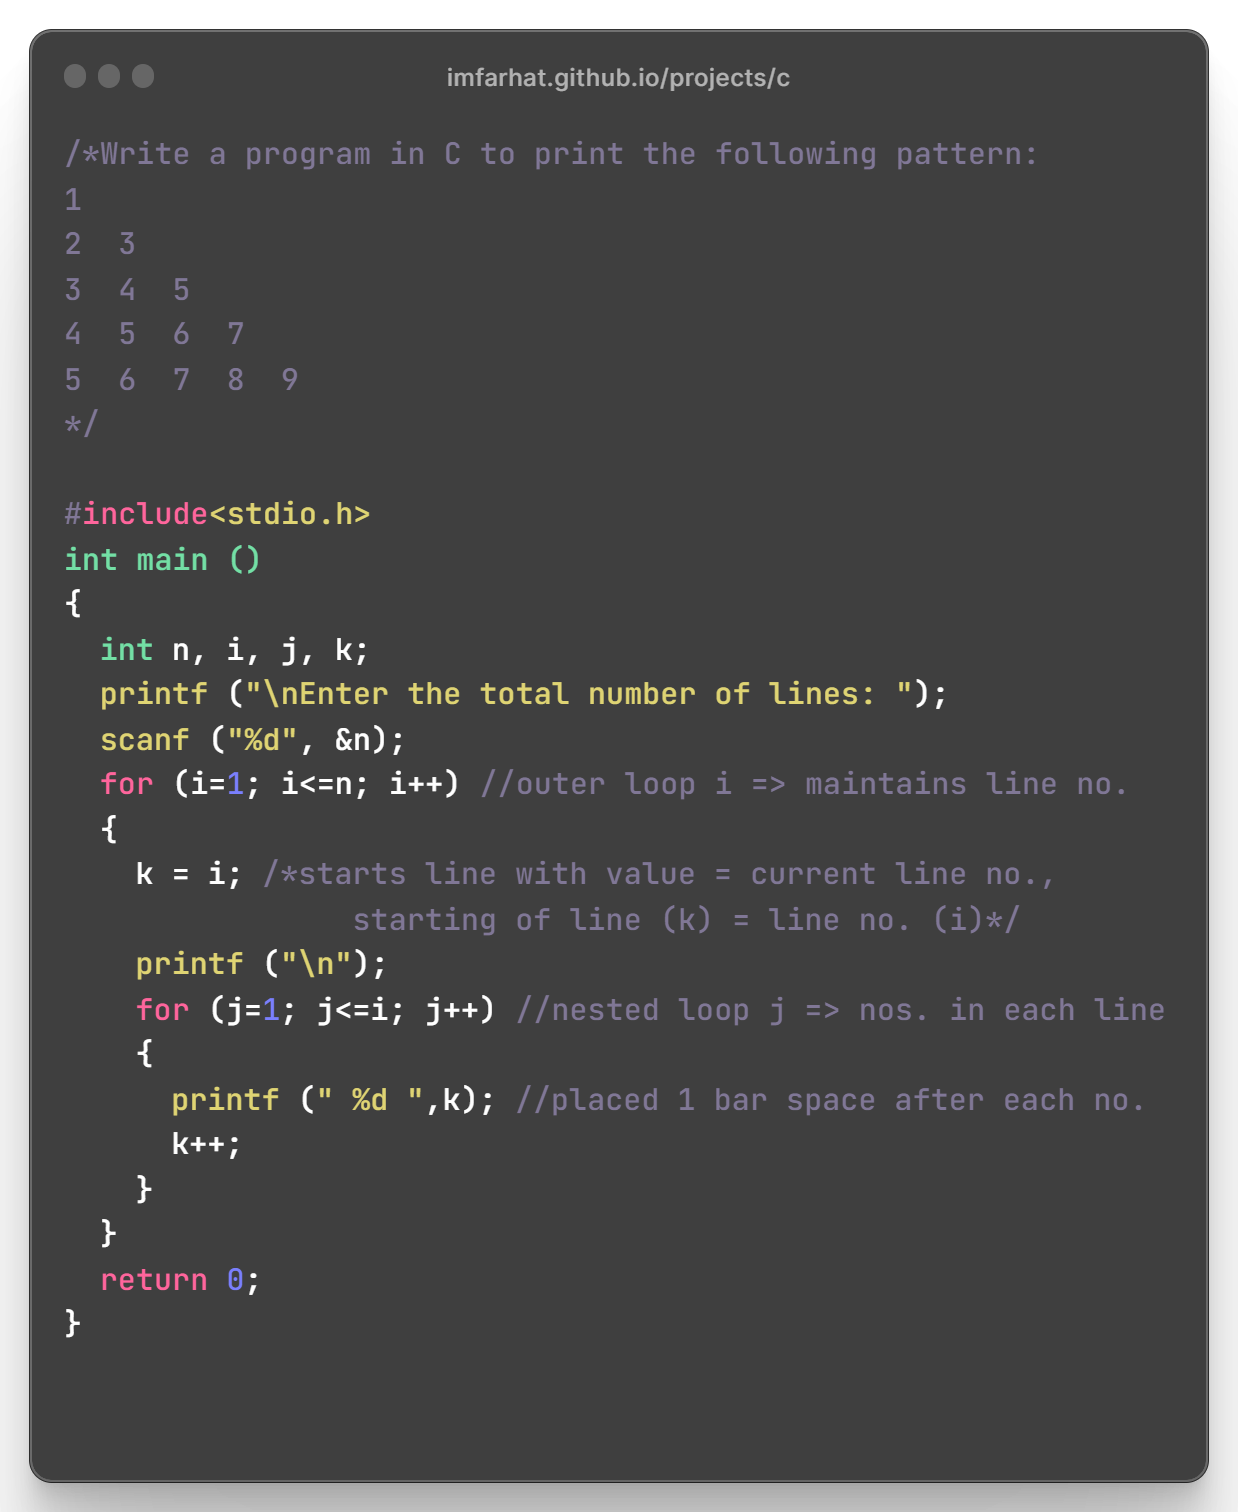 imfarhat.github.io/projects/c
/*Write a program in C to print the following pattern:
1
2  3
3  4  5
4  5  6  7
5  6  7  8  9
*/

#include<stdio.h>
int main ()
{
  int n, i, j, k;
  printf ("\nEnter the total number of lines: ");
  scanf ("%d", &n);
  for (i=1; i<=n; i++) //outer loop i => maintains line no.
  {
    k = i; /*starts line with value = current line no.,
                starting of line (k) = line no. (i)*/
    printf ("\n");
    for (j=1; j<=i; j++) //nested loop j => nos. in each line
    {
      printf (" %d ",k); //placed 1 bar space after each no.
      k++;
    }
  }
  return 0;
}